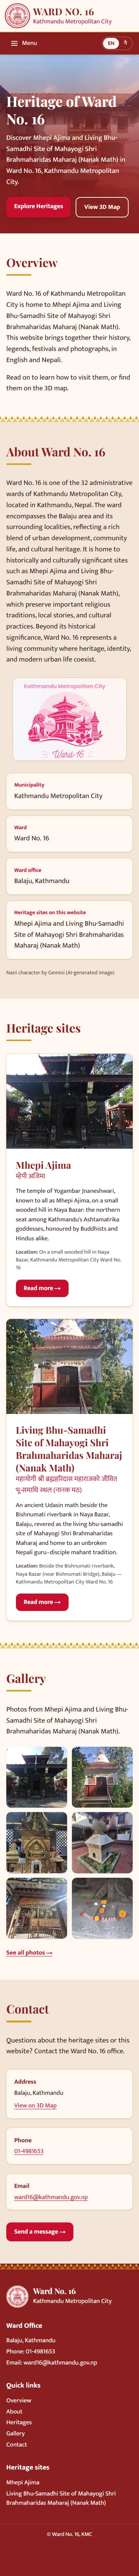 WARD NO. 16
Kathmandu Metropolitan City
Menu
EN
ने
Heritage of Ward
No. 16
Discover Mhepi Ajima and Living Bhu-
Samadhi Site of Mahayogi Shri
Brahmaharidas Maharaj (Nanak Math) in
Ward No. 16, Kathmandu Metropolitan
City.
Explore Heritages
View 3D Map
Overview
Ward No. 16 of Kathmandu Metropolitan
City is home to Mhepi Ajima and Living
Bhu-Samadhi Site of Mahayogi Shri
Brahmaharidas Maharaj (Nanak Math).
This website brings together their history,
legends, festivals and photographs, in
English and Nepali.
Read on to learn how to visit them, or find
them on the 3D map.
About Ward No. 16
Ward No. 16 is one of the 32 administrative
wards of Kathmandu Metropolitan City,
located in Kathmandu, Nepal. The ward
encompasses the Balaju area and its
surrounding localities, reflecting a rich
blend of urban development, community
life, and cultural heritage. It is home to
historically and culturally significant sites
such as Mhepi Ajima and Living Bhu-
Samadhi Site of Mahayogi Shri
Brahmaharidas Maharaj (Nanak Math),
which preserve important religious
traditions, local stories, and cultural
practices. Beyond its historical
significance, Ward No. 16 represents a
living community where heritage, identity,
and modern urban life coexist.
Kathmandu Metropolitan City
Ward-16
Municipality
Kathmandu Metropolitan City
Ward
Ward No. 16
Ward office
Balaju, Kathmandu
Heritage sites on this website
Mhepi Ajima and Living Bhu-Samadhi
Site of Mahayogi Shri Brahmaharidas
Maharaj (Nanak Math)
Nani character by Gemini (AI-generated image)
Heritage sites
Mhepi Ajima
म्हेपी अजिमा
The temple of Yogambar Jnaneshwari,
known to all as Mhepi Ajima, on a small
wooded hill in Naya Bazar: the northern
seat among Kathmandu's Ashtamatrika
goddesses, honoured by Buddhists and
Hindus alike.
Location: On a small wooded hill in Naya
Bazar, Kathmandu Metropolitan City Ward No.
16
Read more →
Living Bhu-Samadhi
Site of Mahayogi Shri
Brahmaharidas Maharaj
(Nanak Math)
महायोगी श्री ब्रह्महरिदास महाराजको जीवित
भू-समाधि स्थल (नानक मठ)
An ancient Udasin math beside the
Bishnumati riverbank in Naya Bazar,
Balaju, revered as the living bhu-samadhi
site of Mahayogi Shri Brahmaharidas
Maharaj and home to an unbroken
Nepali guru–disciple mahant tradition.
Location: Beside the Bishnumati riverbank,
Naya Bazar (near Bishnumati Bridge), Balaju —
Kathmandu Metropolitan City Ward No. 16
Read more →
Gallery
Photos from Mhepi Ajima and Living Bhu-
Samadhi Site of Mahayogi Shri
Brahmaharidas Maharaj (Nanak Math).
See all photos →
Contact
Questions about the heritage sites or this
website? Contact the Ward No. 16 office.
Address
Balaju, Kathmandu
View on 3D Map
Phone
01-4981653
Email
ward16@kathmandu.gov.np
Send a message →
Ward No. 16
Kathmandu Metropolitan City
Ward Office
Balaju, Kathmandu
Phone: 01-4981653
Email: ward16@kathmandu.gov.np
Quick links
Overview
About
Heritages
Gallery
Contact
Heritage sites
Mhepi Ajima
Living Bhu-Samadhi Site of Mahayogi Shri
Brahmaharidas Maharaj (Nanak Math)
© Ward No. 16, KMC